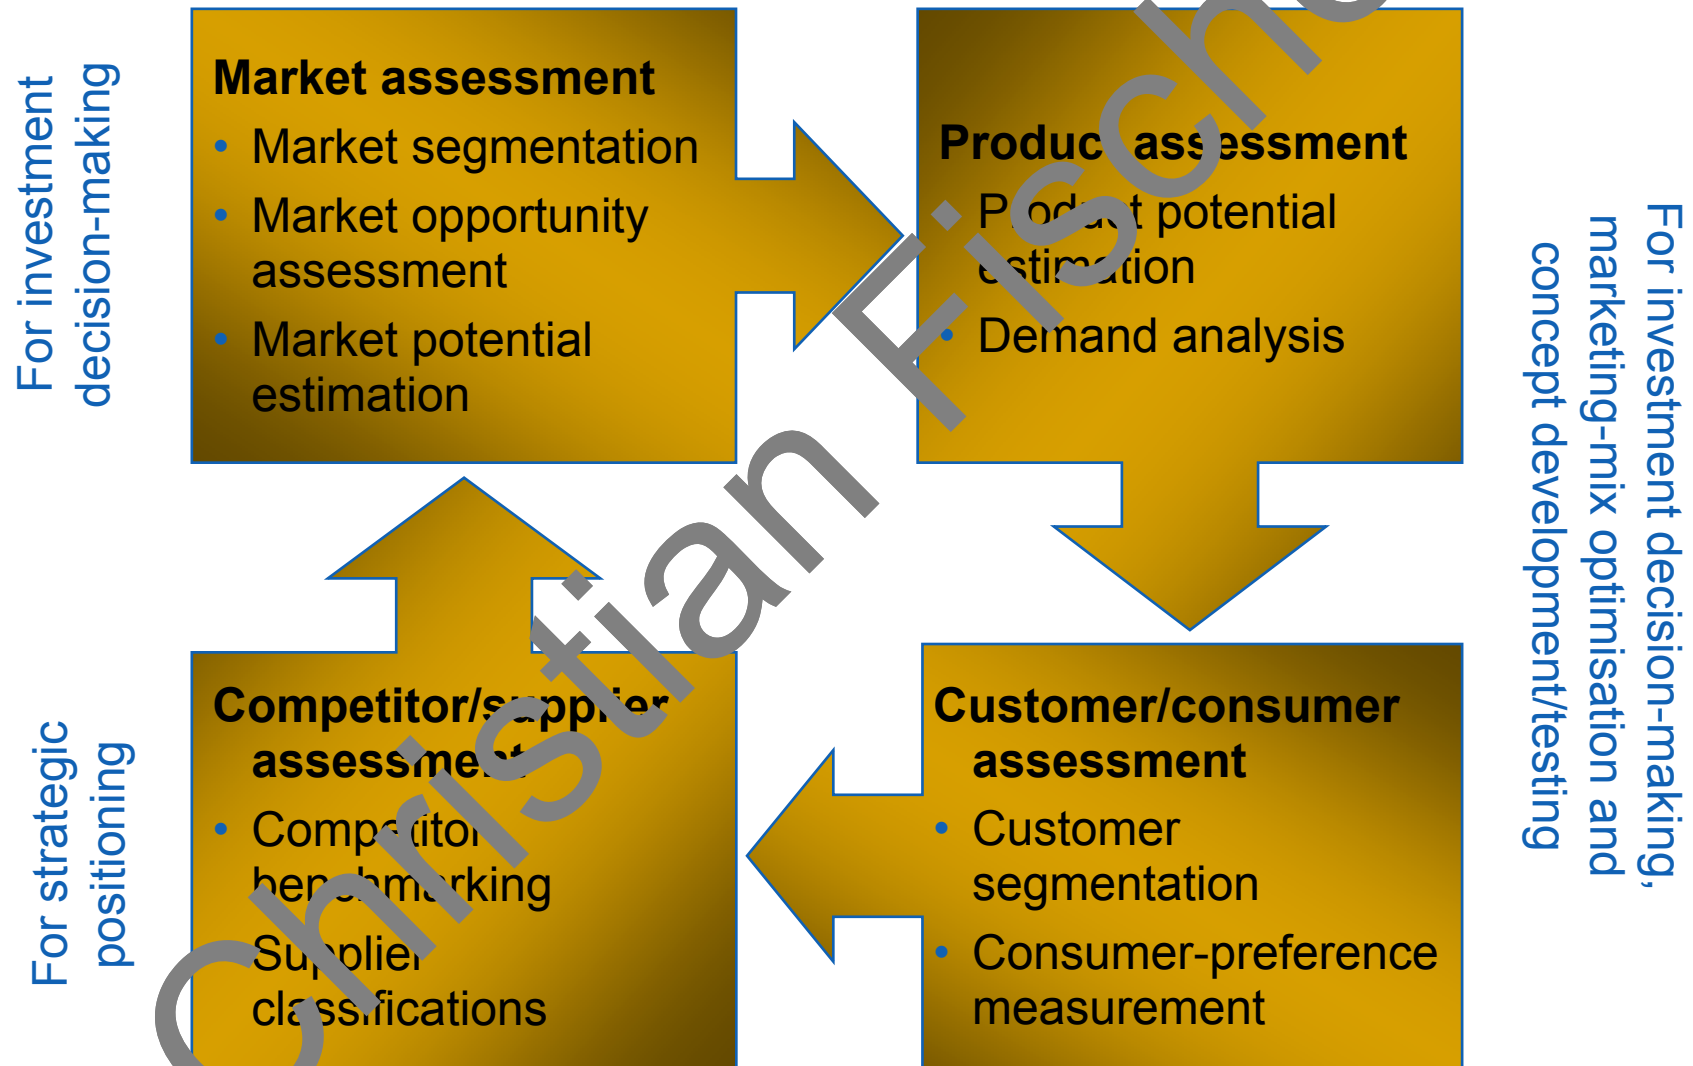 For investment
decision-making
Market assessment
• Market segmentation
• Market opportunity
assessment
• Market potential
estimation
Product assessment
• Product potential
estimation
• Demand analysis
For investment decision-making,
marketing-mix optimisation and
concept development/testing
For strategic
positioning
Competitor/supplier
assessment
• Competitor
benchmarking
• Supplier
classifications
Customer/consumer
assessment
• Customer
segmentation
• Consumer-preference
measurement
Christian Fische